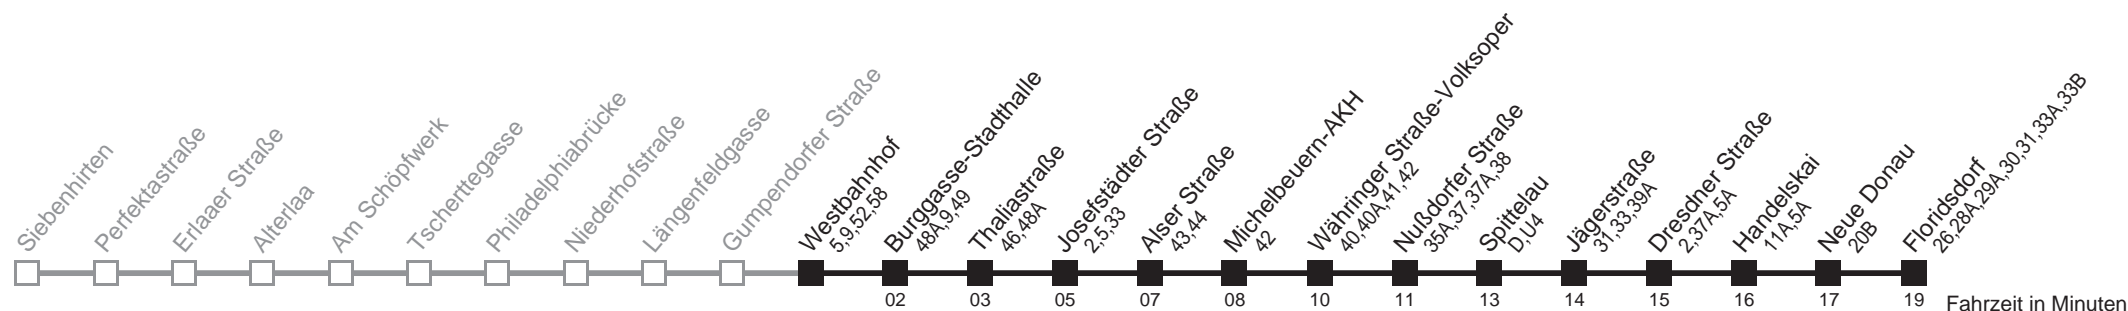 Siebenhirten
Perfektastraße
Erlaaer Straße
Alterlaa
Am Schöpfwerk
Tscherttegasse
Philadelphiabrücke
Niederhofstraße
Längenfeldgasse
Gumpendorfer Straße
Westbahnhof
5,9,52,58
Burggasse-Stadthalle
48A,9,49
Thaliastraße
46,48A
Josefstädter Straße
2,5,33
Alser Straße
43,44
Michelbeuern-AKH
42
Währinger Straße-Volksoper
40,40A,41,42
Nußdorfer Straße
35A,37,37A,38
Spittelau
D,U4
Jägerstraße
31,33,39A
Dresdner Straße
2,37A,5A
Handelskai
11A,5A
Neue Donau
20B
Floridsdorf
26,28A,29A,30,31,33A,33B
02 03 05 07 08 10 11 13 14 15 16 17 19 Fahrzeit in Minuten